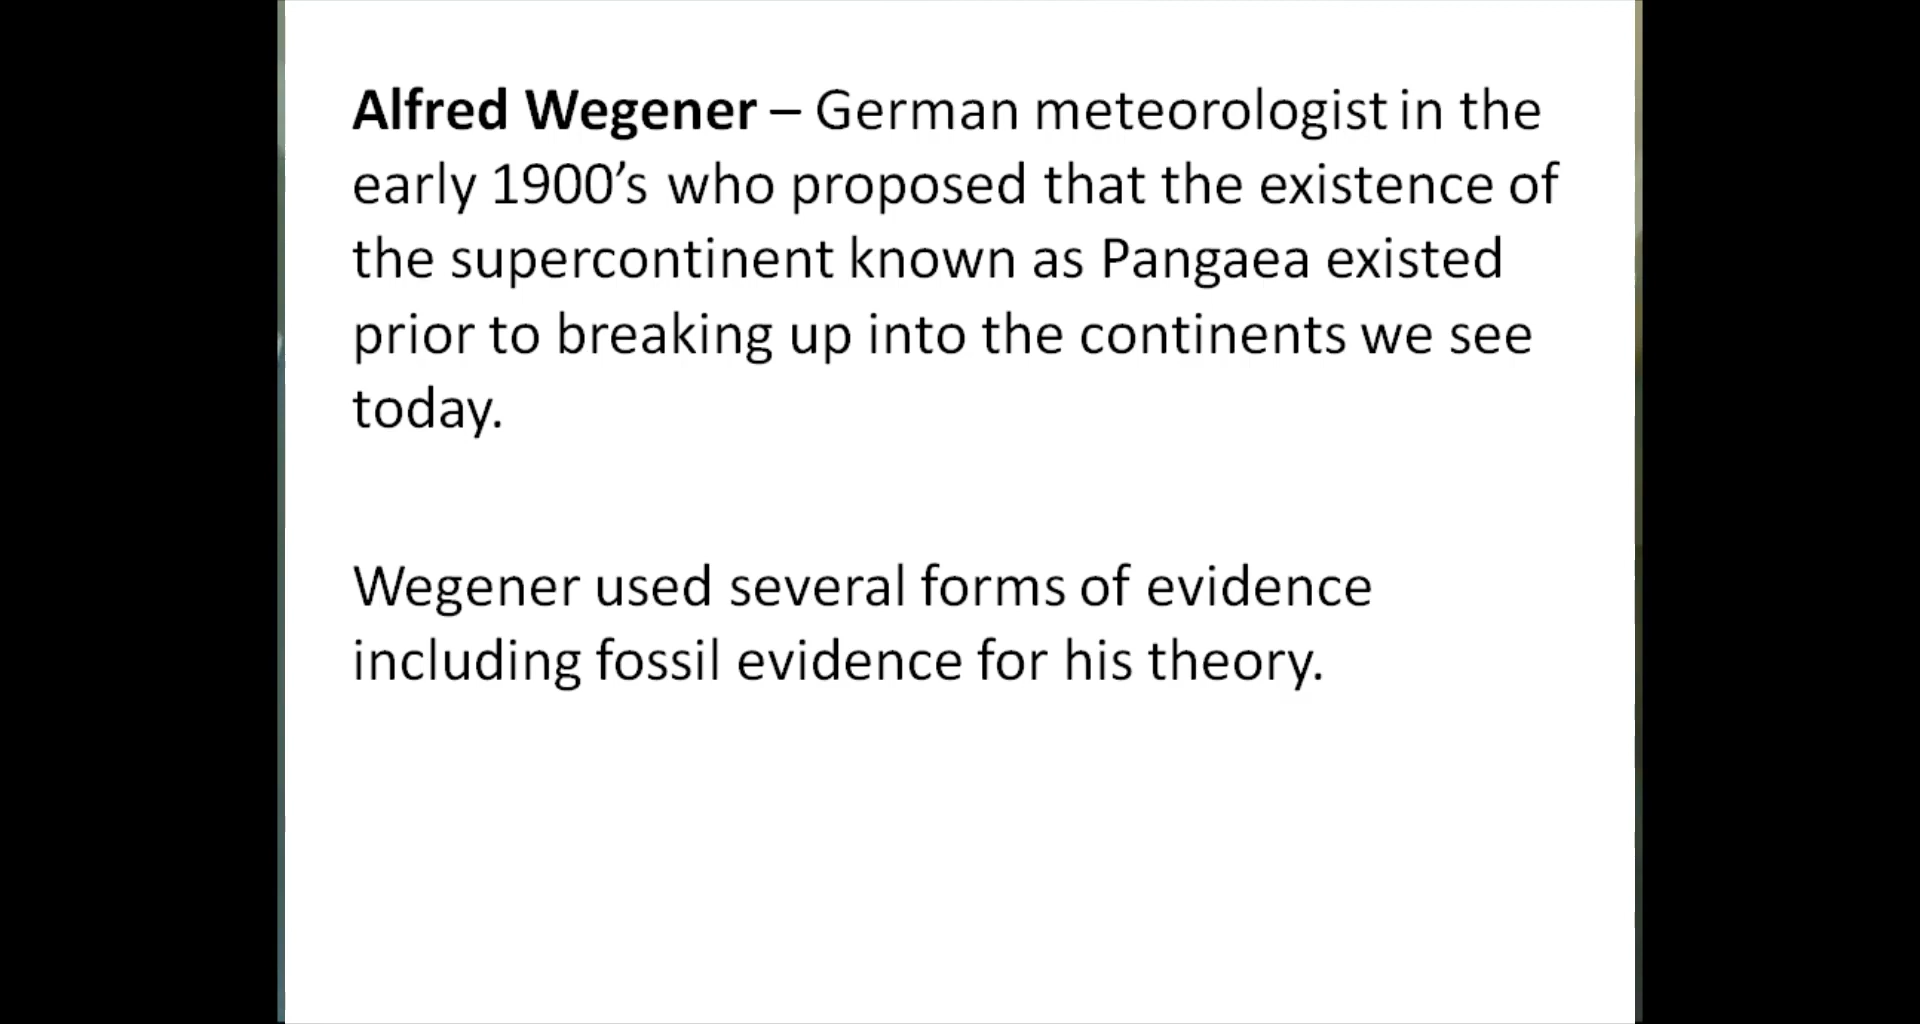 Alfred Wegener – German meteorologist in the
early 1900’s who proposed that the existence of
the supercontinent known as Pangaea existed
prior to breaking up into the continents we see
today.
Wegener used several forms of evidence
including fossil evidence for his theory.